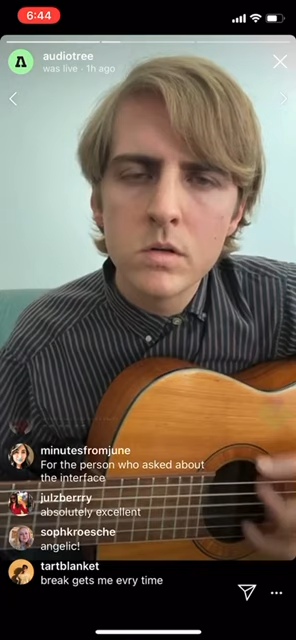 6:44
audiotree
was live · 1h ago
minutesfromjune
For the person who asked about
the interface
julzberrry
absolutely excellent
sophkroesche
angelic!
tartblanket
break gets me evry time